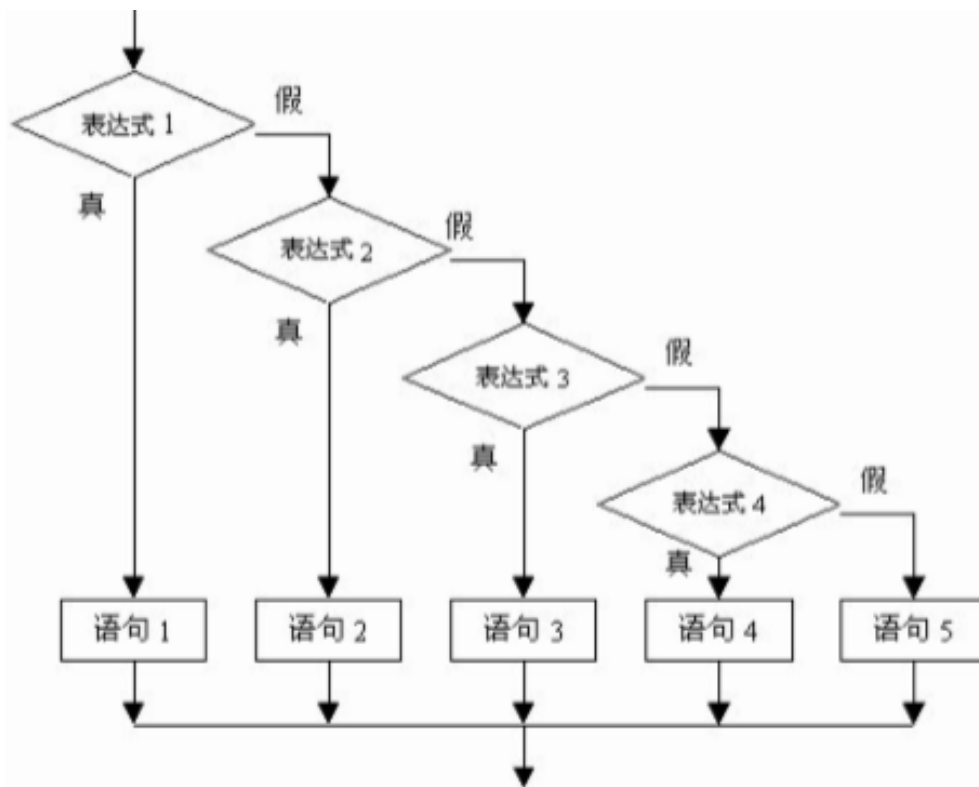 假
表达式 1
真
假
表达式 2
真
假
表达式 3
真
假
表达式 4
真
语句 1
语句 2
语句 3
语句 4
语句 5